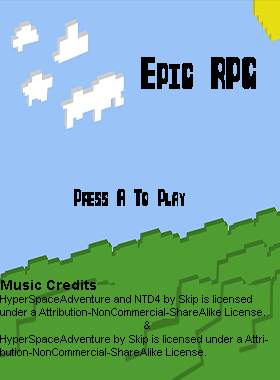 Epic RPG
Press A To Play
Music Credits
HyperSpaceAdventure and NTD4 by Skip is licensed
under a Attribution-NonCommercial-ShareAlike License.
&
HyperSpaceAdventure by Skip is licensed under a Attri-
bution-NonCommercial-ShareAlike License.